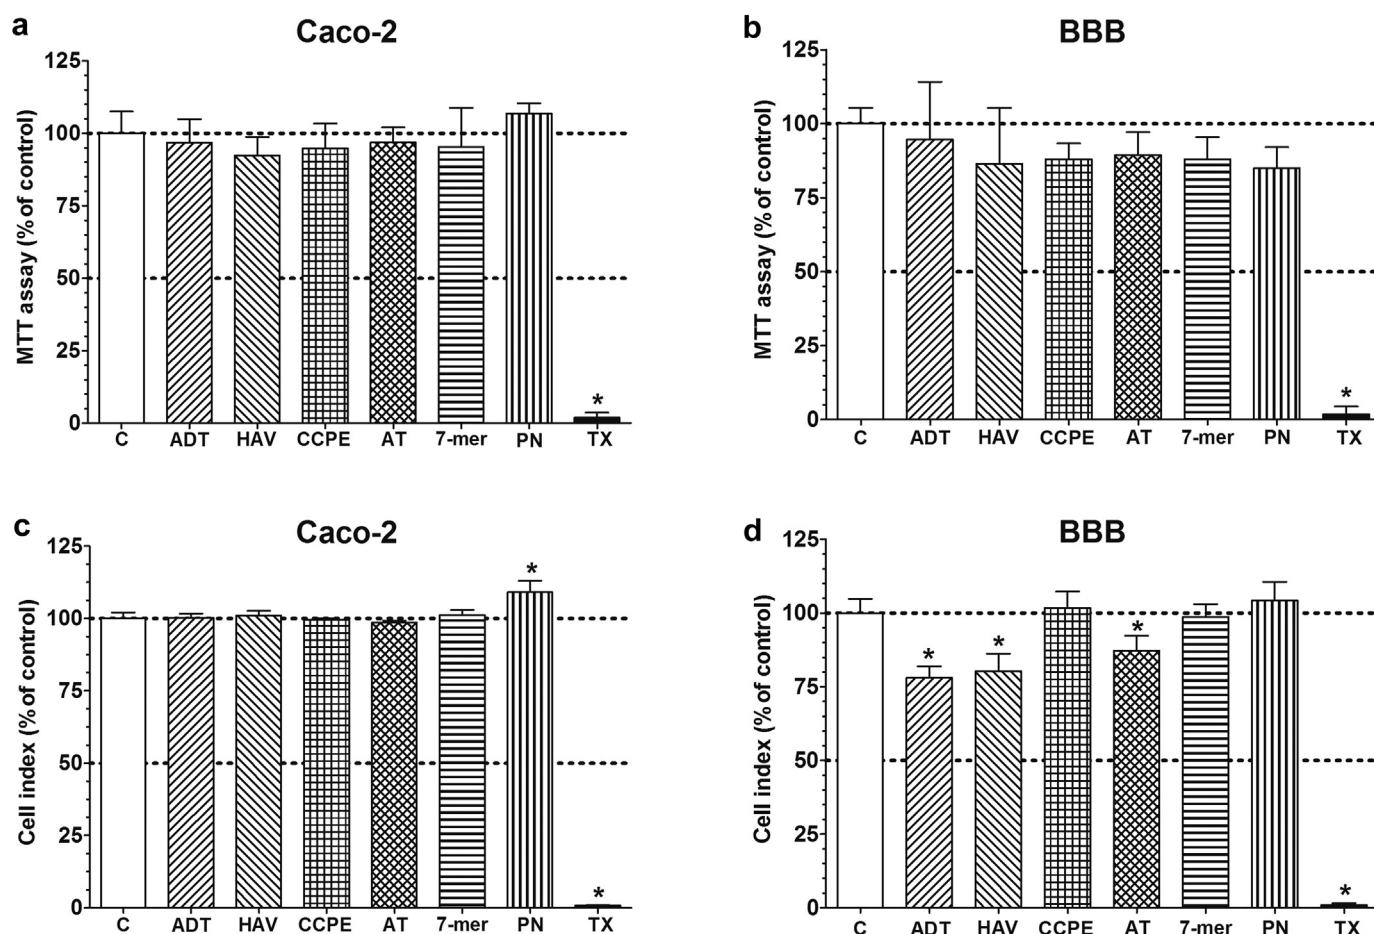 a
Caco-2
MTT assay (% of control)
125
100
75
50
25
0
*
C ADT HAV CCPE AT 7-mer PN TX
b
BBB
MTT assay (% of control)
125
100
75
50
25
0
*
C ADT HAV CCPE AT 7-mer PN TX
c
Caco-2
Cell index (% of control)
125
100
75
50
25
0
*
*
C ADT HAV CCPE AT 7-mer PN TX
d
BBB
Cell index (% of control)
125
100
75
50
25
0
* * *
*
C ADT HAV CCPE AT 7-mer PN TX